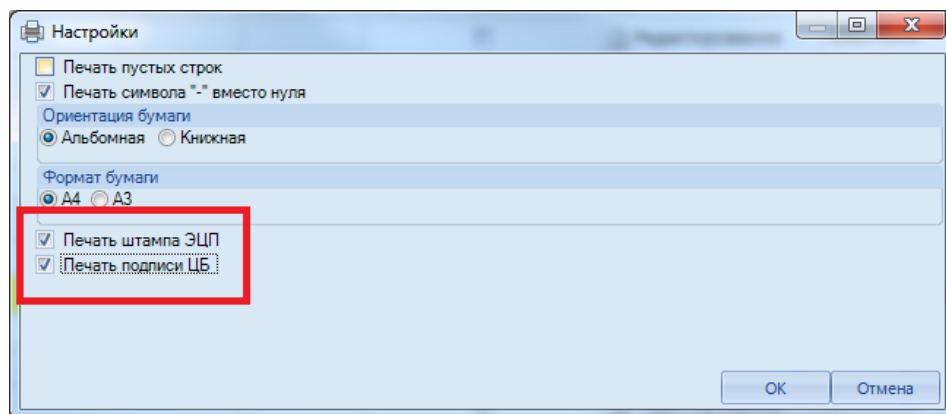 Настройки
Печать пустых строк
Печать символа "-" вместо нуля
Ориентация бумаги
Альбомная Книжная
Формат бумаги
А4 А3
Печать штампа ЭЦП
Печать подписи ЦБ
ОК Отмена